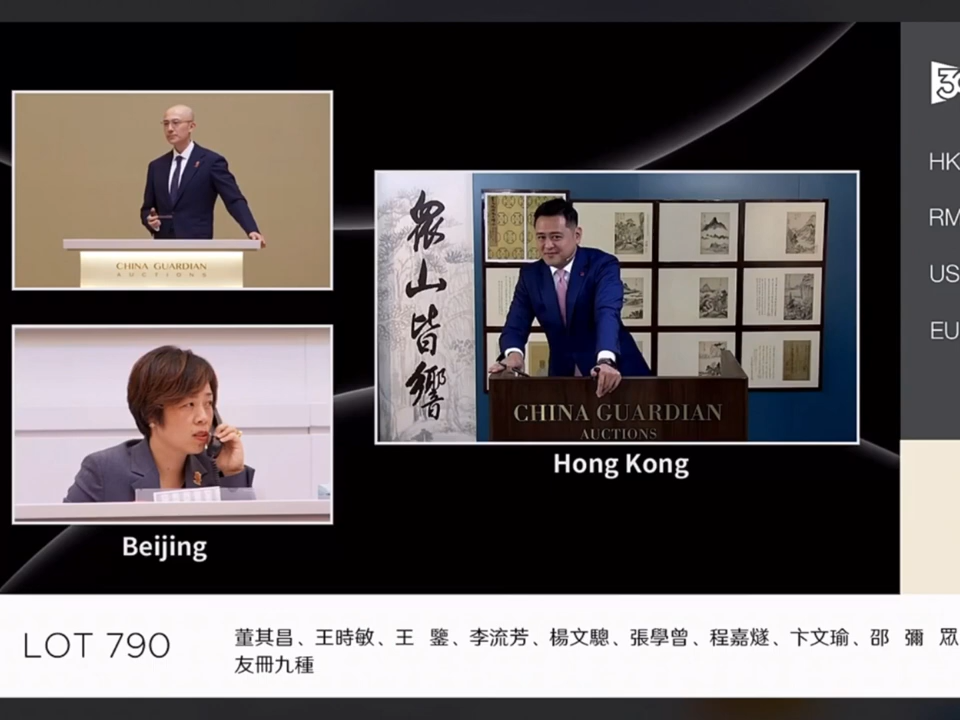 CHINA GUARDIAN
AUCTIONS
眾山皆響
CHINA GUARDIAN
AUCTIONS
Hong Kong
Beijing
3
HK
RM
US
EU
LOT 790
董其昌、王時敏、王 鑒、李流芳、楊文驄、張學曾、程嘉燧、卞文瑜、邵 彌 眾
友冊九種